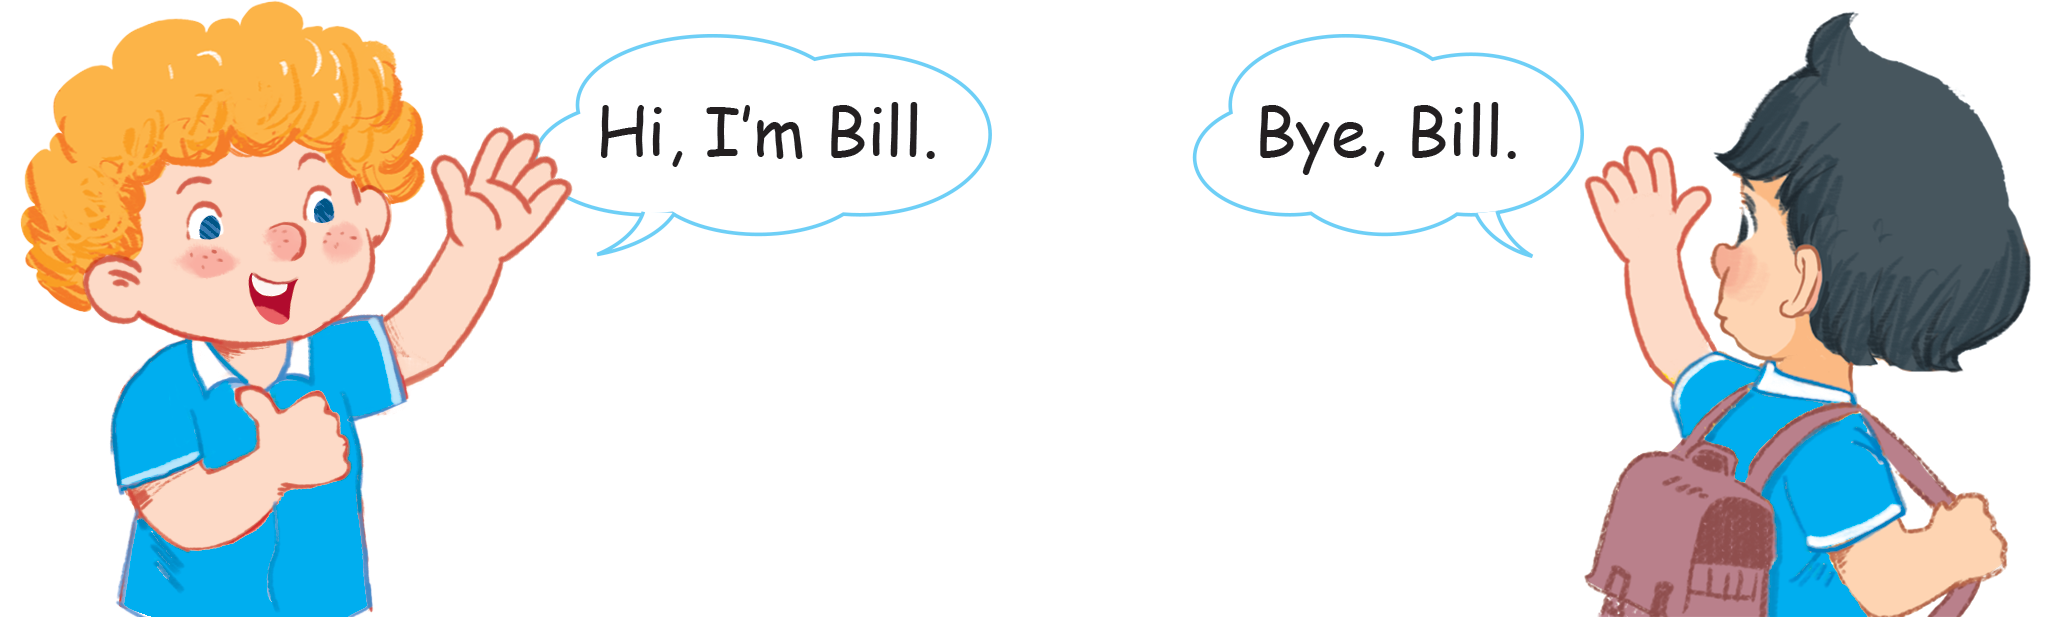 Hi, I'm Bill.
Bye, Bill.